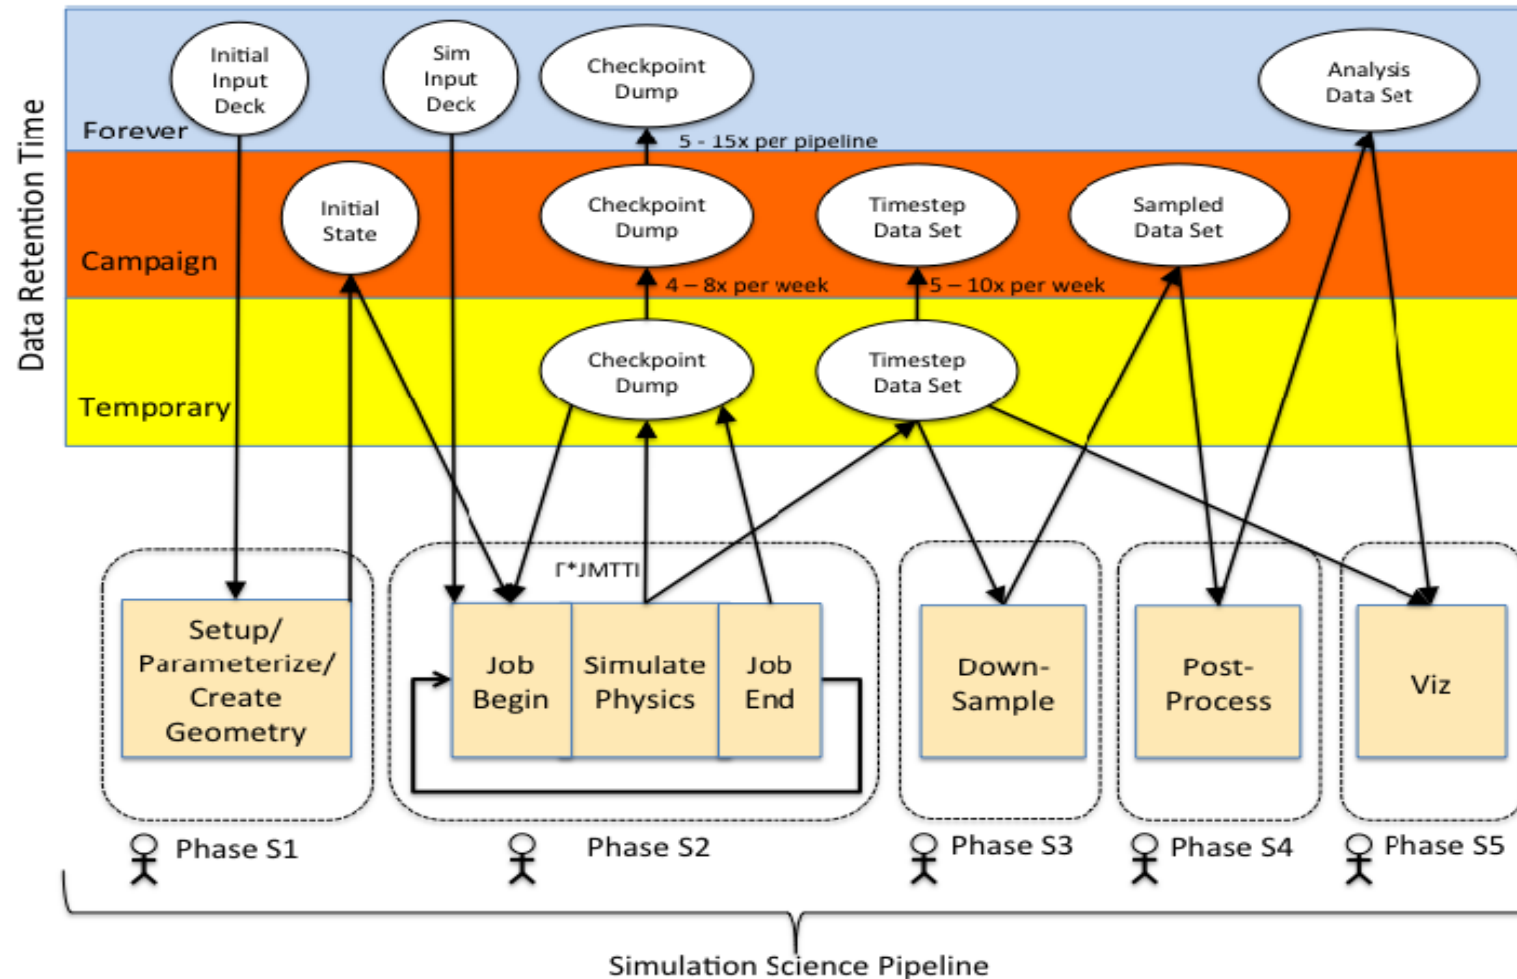 Data Retention Time
Initial
Input
Deck
Sim
Input
Deck
Checkpoint
Dump
Analysis
Data Set
Forever
5 - 15x per pipeline
Initial
State
Checkpoint
Dump
Timestep
Data Set
Sampled
Data Set
Campaign
4 – 8x per week
5 – 10x per week
Checkpoint
Dump
Timestep
Data Set
Temporary
Γ*JMTTI
Setup/
Parameterize/
Create
Geometry
Job
Begin
Simulate
Physics
Job
End
Down-
Sample
Post-
Process
Viz
Phase S1
Phase S2
Phase S3
Phase S4
Phase S5
Simulation Science Pipeline